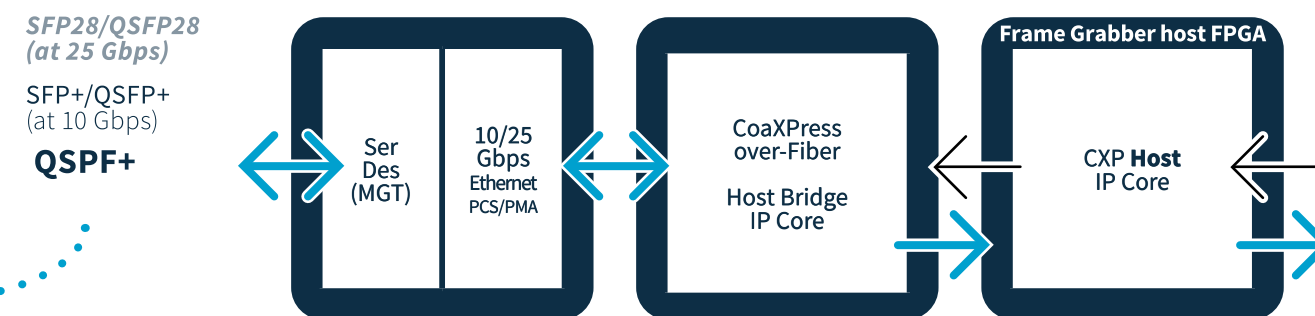 SFP28/QSFP28
(at 25 Gbps)
SFP+/QSFP+
(at 10 Gbps)
QSPF+
Ser
Des
(MGT)
10/25
Gbps
Ethernet
PCS/PMA
CoaXPress
over-Fiber
Host Bridge
IP Core
Frame Grabber host FPGA
CXP Host
IP Core